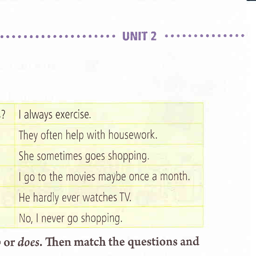 UNIT 2
? I always exercise.
They often help with housework.
She sometimes goes shopping.
I go to the movies maybe once a month.
He hardly ever watches TV.
No, I never go shopping.
or does. Then match the questions and